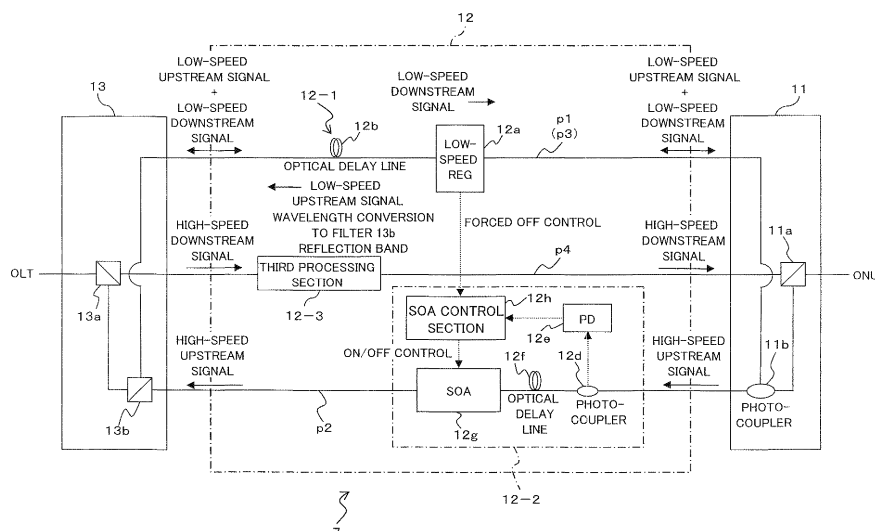 12
LOW-SPEED
UPSTREAM SIGNAL
+
LOW-SPEED
DOWNSTREAM
SIGNAL
13
12-1
12b
OPTICAL DELAY LINE
LOW-SPEED
DOWNSTREAM
SIGNAL
12a
LOW-
SPEED
REG
p1
(p3)
LOW-SPEED
UPSTREAM SIGNAL
+
LOW-SPEED
DOWNSTREAM
SIGNAL
11
LOW-SPEED
UPSTREAM SIGNAL
WAVELENGTH CONVERSION
TO FILTER 13b
REFLECTION BAND
FORCED OFF CONTROL
HIGH-SPEED
DOWNSTREAM
SIGNAL
HIGH-SPEED
DOWNSTREAM
SIGNAL
11a
OLT
13a
THIRD PROCESSING
SECTION
12-3
p4
ONU
SOA CONTROL
SECTION
12h
12e
PD
HIGH-SPEED
UPSTREAM
SIGNAL
ON/OFF CONTROL
12f
12d
HIGH-SPEED
UPSTREAM
SIGNAL
11b
13b
p2
SOA
12g
OPTICAL
DELAY
LINE
PHOTO-
COUPLER
PHOTO-
COUPLER
12-2